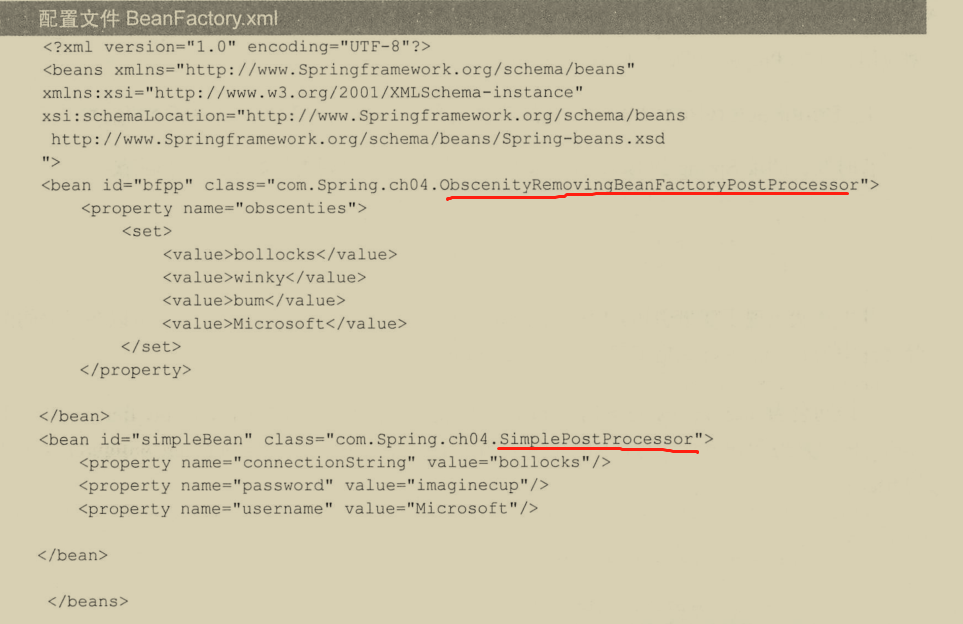 配置文件 BeanFactory.xml
<?xml version="1.0" encoding="UTF-8"?>
<beans xmlns="http://www.Springframework.org/schema/beans"
xmlns:xsi="http://www.w3.org/2001/XMLSchema-instance"
xsi:schemaLocation="http://www.Springframework.org/schema/beans
http://www.Springframework.org/schema/beans/Spring-beans.xsd
">
<bean id="bfpp" class="com.Spring.ch04.ObscenityRemovingBeanFactoryPostProcessor">
<property name="obscenties">
<set>
<value>bollocks</value>
<value>winky</value>
<value>bum</value>
<value>Microsoft</value>
</set>
</property>
</bean>
<bean id="simpleBean" class="com.Spring.ch04.SimplePostProcessor">
<property name="connectionString" value="bollocks"/>
<property name="password" value="imaginecup"/>
<property name="username" value="Microsoft"/>
</bean>
</beans>